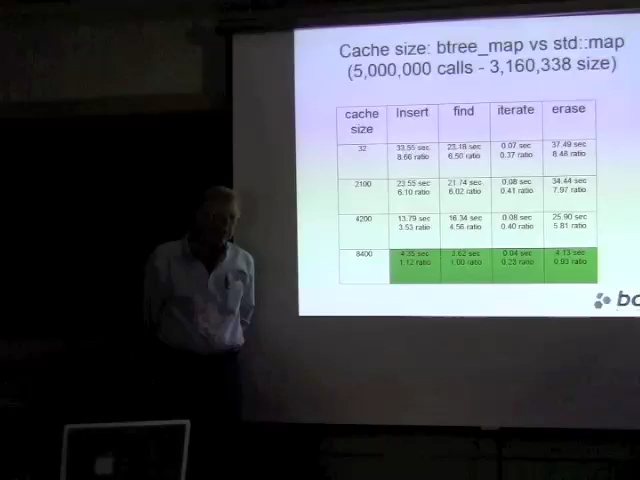 Cache size: btree_map vs std::map
(5,000,000 calls - 3,160,338 size)
cache size Insert find iterate erase
32 33.55 sec 23.18 sec 0.07 sec 37.49 sec
8.66 ratio 6.50 ratio 0.37 ratio 8.48 ratio
2100 23.55 sec 21.74 sec 0.08 sec 34.44 sec
6.10 ratio 6.02 ratio 0.41 ratio 7.97 ratio
4200 13.79 sec 16.34 sec 0.08 sec 25.90 sec
3.53 ratio 4.56 ratio 0.40 ratio 5.81 ratio
8400 4.35 sec 3.62 sec 0.04 sec 4.13 sec
1.12 ratio 1.00 ratio 0.23 ratio 0.93 ratio
bo